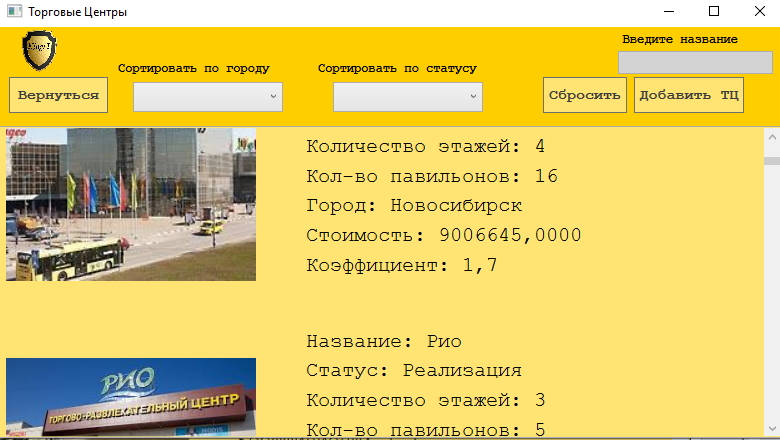 Торговые Центры
Введите название
Сортировать по городу
Сортировать по статусу
Вернуться
Сбросить
Добавить ТЦ
Количество этажей: 4
Кол-во павильонов: 16
Город: Новосибирск
Стоимость: 9006645,0000
Коэффициент: 1,7
Название: Рио
Статус: Реализация
Количество этажей: 3
Кол-во павильонов: 5
РИО
ТОРГОВО-РАЗВЛЕКАТЕЛЬНЫЙ ЦЕНТР